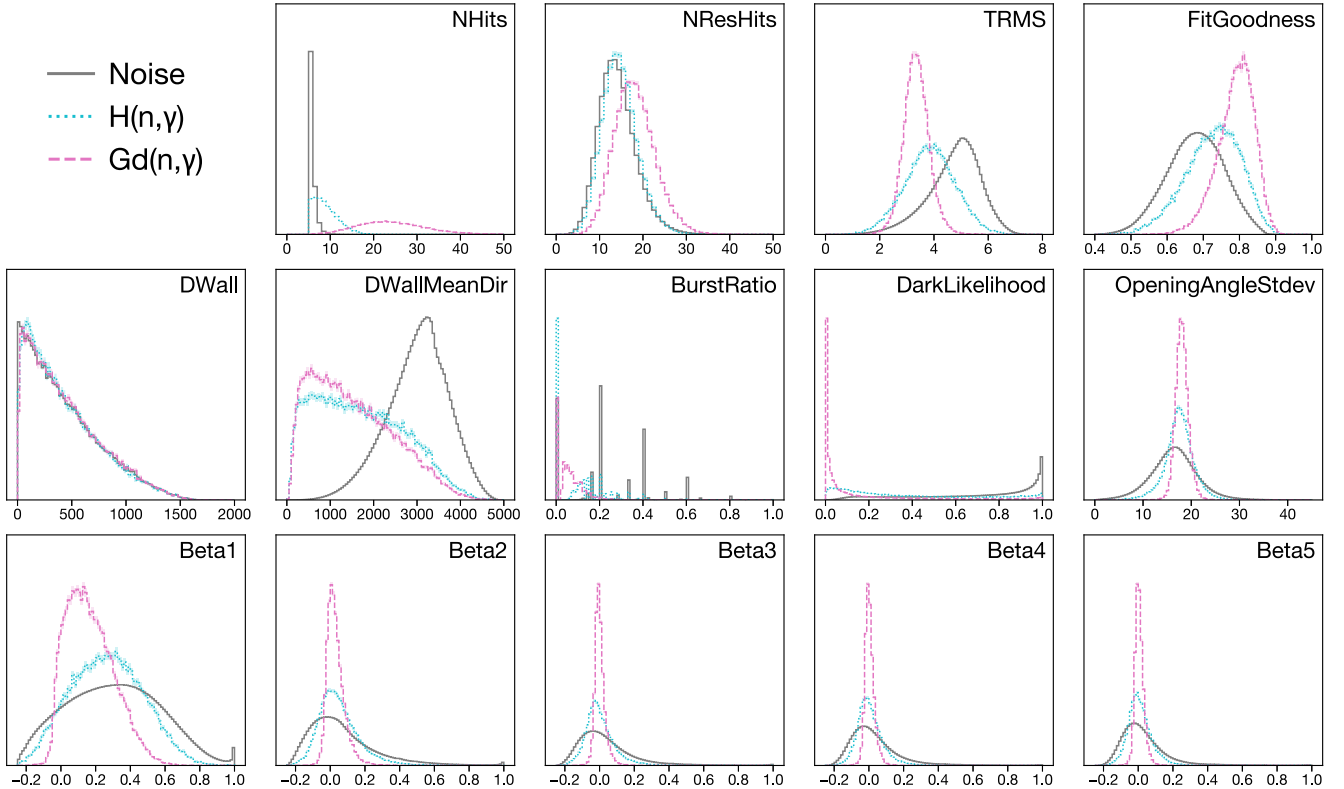 Noise
H(n,γ)
Gd(n,γ)
NHits
0 10 20 30 40 50
NResHits
0 10 20 30 40 50
TRMS
0 2 4 6 8
FitGoodness
0.4 0.5 0.6 0.7 0.8 0.9 1.0
DWall
0 500 1000 1500 2000
DWallMeanDir
0 1000 2000 3000 4000 5000
BurstRatio
0.0 0.2 0.4 0.6 0.8 1.0
DarkLikelihood
0.0 0.2 0.4 0.6 0.8 1.0
OpeningAngleStdev
0 20 40
Beta1
−0.2 0.0 0.2 0.4 0.6 0.8 1.0
Beta2
−0.2 0.0 0.2 0.4 0.6 0.8 1.0
Beta3
−0.2 0.0 0.2 0.4 0.6 0.8 1.0
Beta4
−0.2 0.0 0.2 0.4 0.6 0.8 1.0
Beta5
−0.2 0.0 0.2 0.4 0.6 0.8 1.0